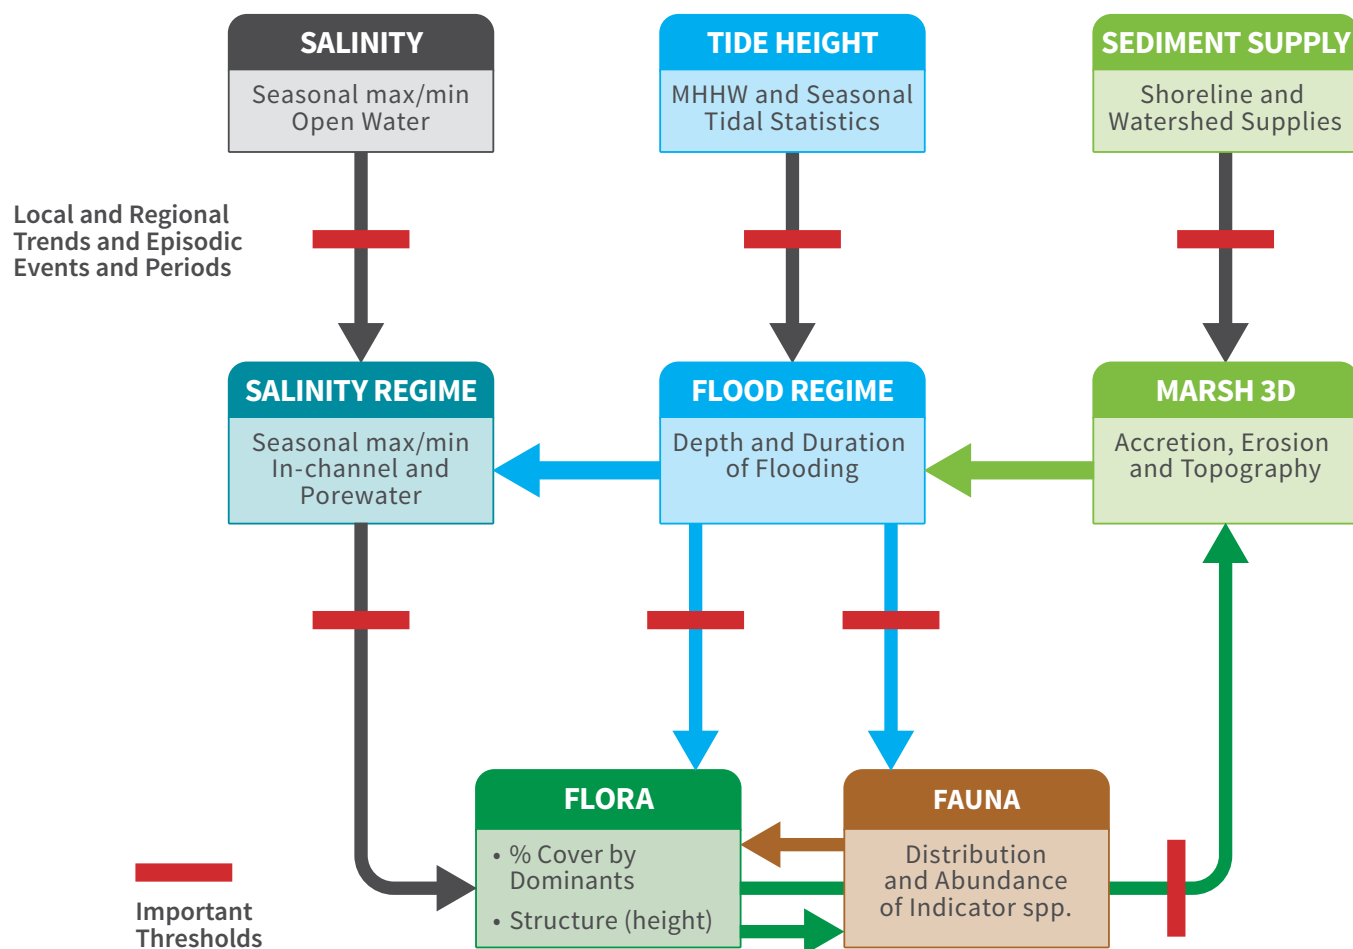 SALINITY
Seasonal max/min
Open Water
TIDE HEIGHT
MHHW and Seasonal
Tidal Statistics
SEDIMENT SUPPLY
Shoreline and
Watershed Supplies
Local and Regional
Trends and Episodic
Events and Periods
SALINITY REGIME
Seasonal max/min
In-channel and
Porewater
FLOOD REGIME
Depth and Duration
of Flooding
MARSH 3D
Accretion, Erosion
and Topography
FLORA
• % Cover by
Dominants
• Structure (height)
FAUNA
Distribution
and Abundance
of Indicator spp.
Important
Thresholds